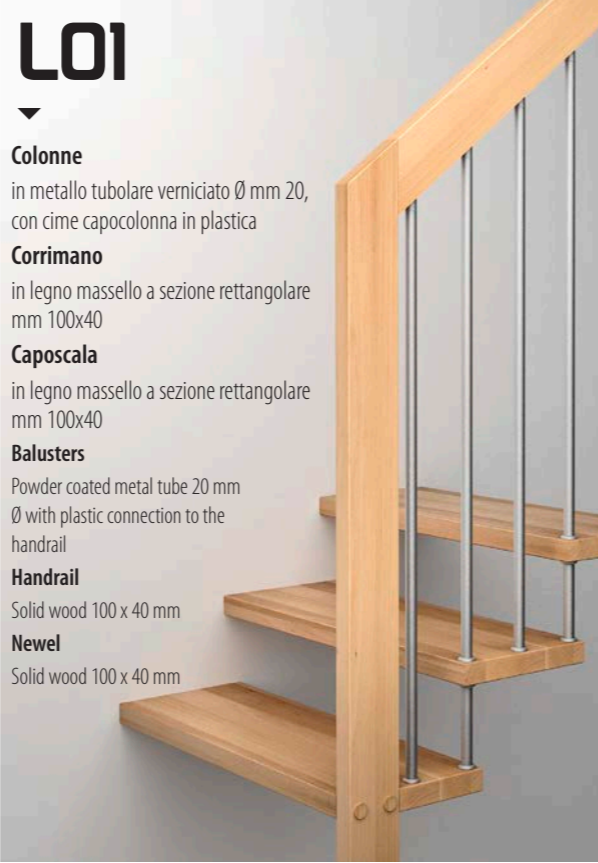 L01
Colonne
in metallo tubolare verniciato Ø mm 20,
con cime capocolonna in plastica
Corrimano
in legno massello a sezione rettangolare
mm 100x40
Caposcala
in legno massello a sezione rettangolare
mm 100x40
Balusters
Powder coated metal tube 20 mm
Ø with plastic connection to the
handrail
Handrail
Solid wood 100 x 40 mm
Newel
Solid wood 100 x 40 mm